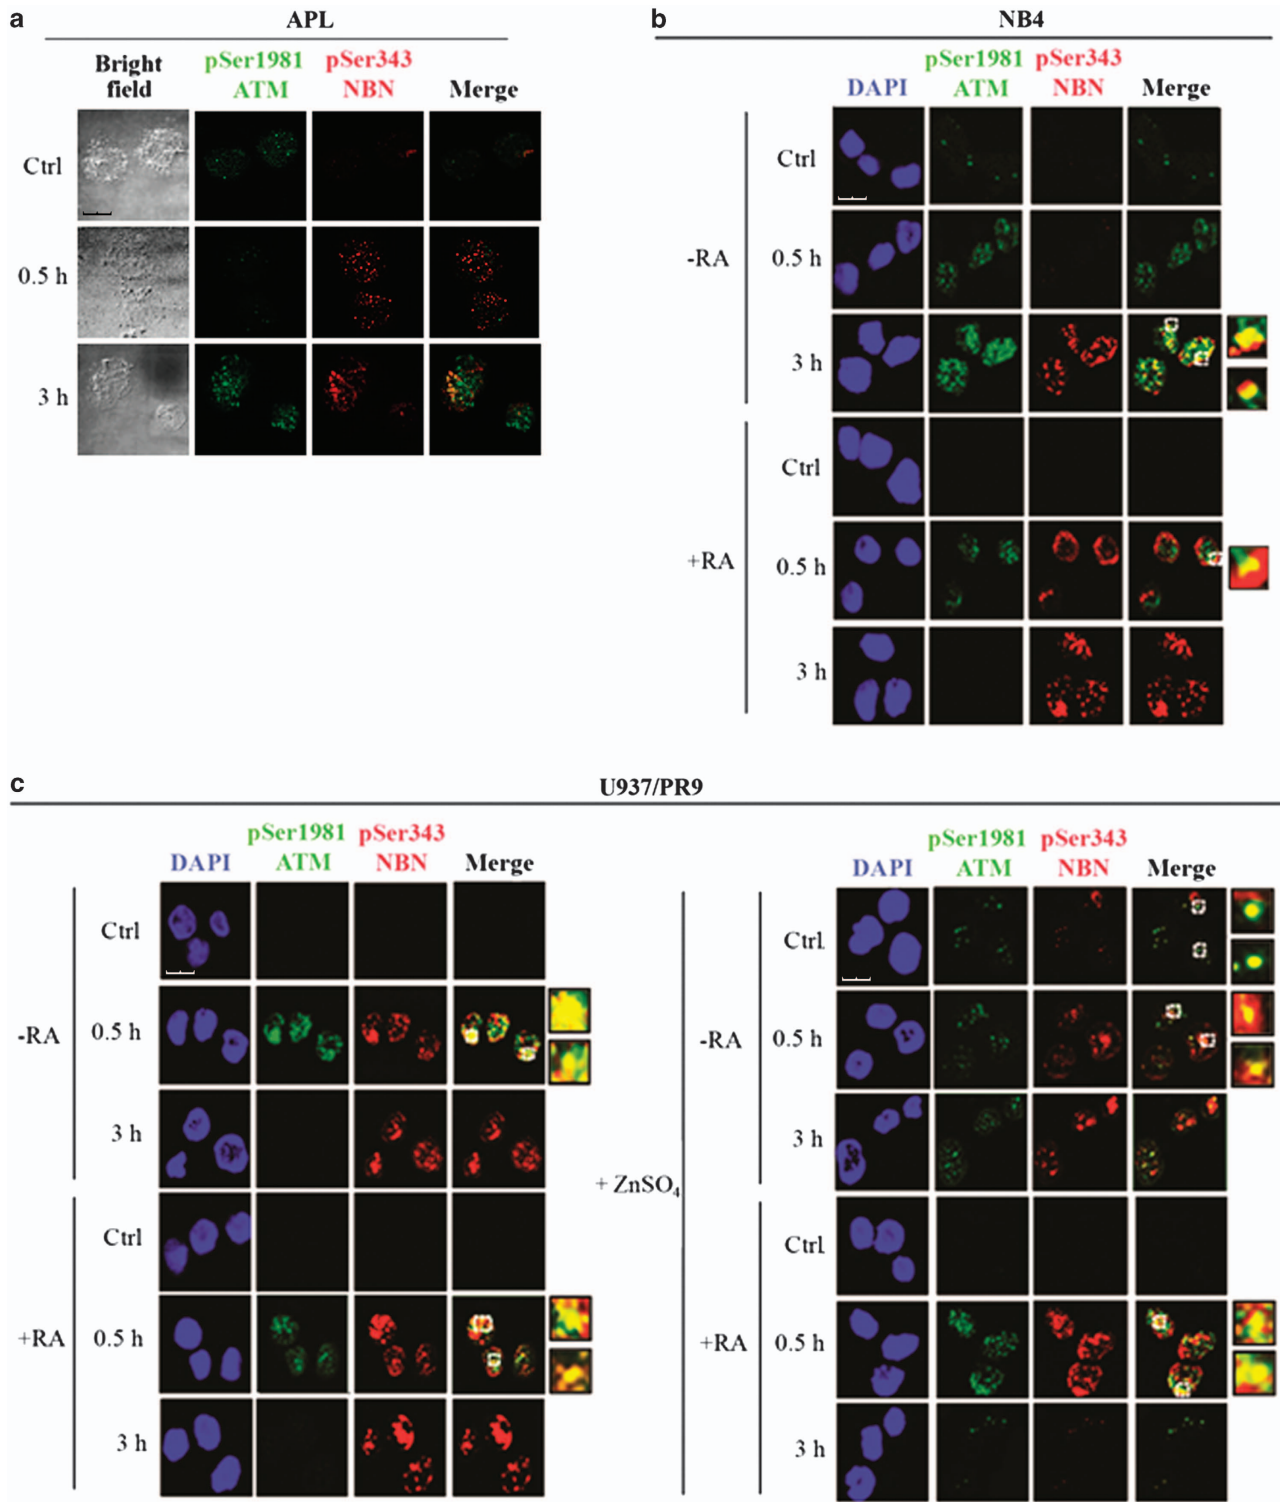 a
APL
Bright
field
pSer1981
ATM
pSer343
NBN
Merge
Ctrl
0.5 h
3 h
b
NB4
DAPI
pSer1981
ATM
pSer343
NBN
Merge
-RA
Ctrl
0.5 h
3 h
+RA
Ctrl
0.5 h
3 h
c
U937/PR9
DAPI
pSer1981
ATM
pSer343
NBN
Merge
-RA
Ctrl
0.5 h
3 h
+RA
Ctrl
0.5 h
3 h
+ ZnSO₄
DAPI
pSer1981
ATM
pSer343
NBN
Merge
-RA
Ctrl
0.5 h
3 h
+RA
Ctrl
0.5 h
3 h